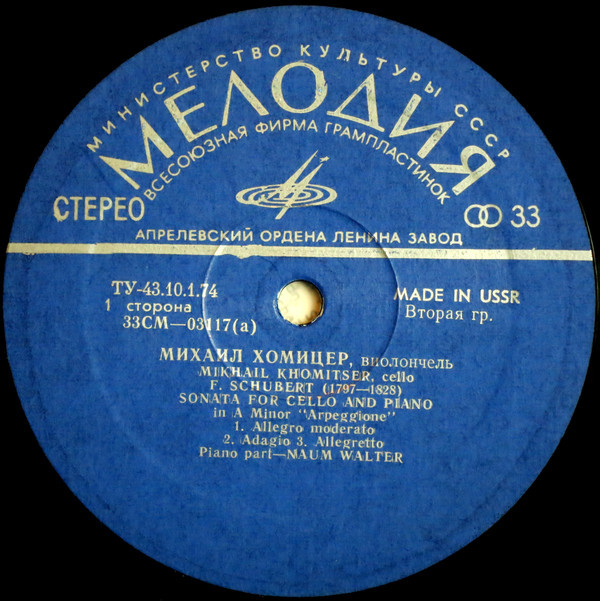 МИНИСТЕРСТВО КУЛЬТУРЫ СССР
МЕЛОДИЯ
ВСЕСОЮЗНАЯ ФИРМА ГРАМПЛАСТИНОК
СТЕРЕО
33
АПРЕЛЕВСКИЙ ОРДЕНА ЛЕНИНА ЗАВОД
ТУ-43.10.1.74
1 сторона
33СМ—03117(а)
MADE IN USSR
Вторая гр.
МИХАИЛ ХОМИЦЕР, виолончель
MIKHAIL KHOMITSER, cello
F. SCHUBERT (1797—1828)
SONATA FOR CELLO AND PIANO
in A Minor "Arpeggione"
1. Allegro moderato
2. Adagio 3. Allegretto
Piano part—NAUM WALTER